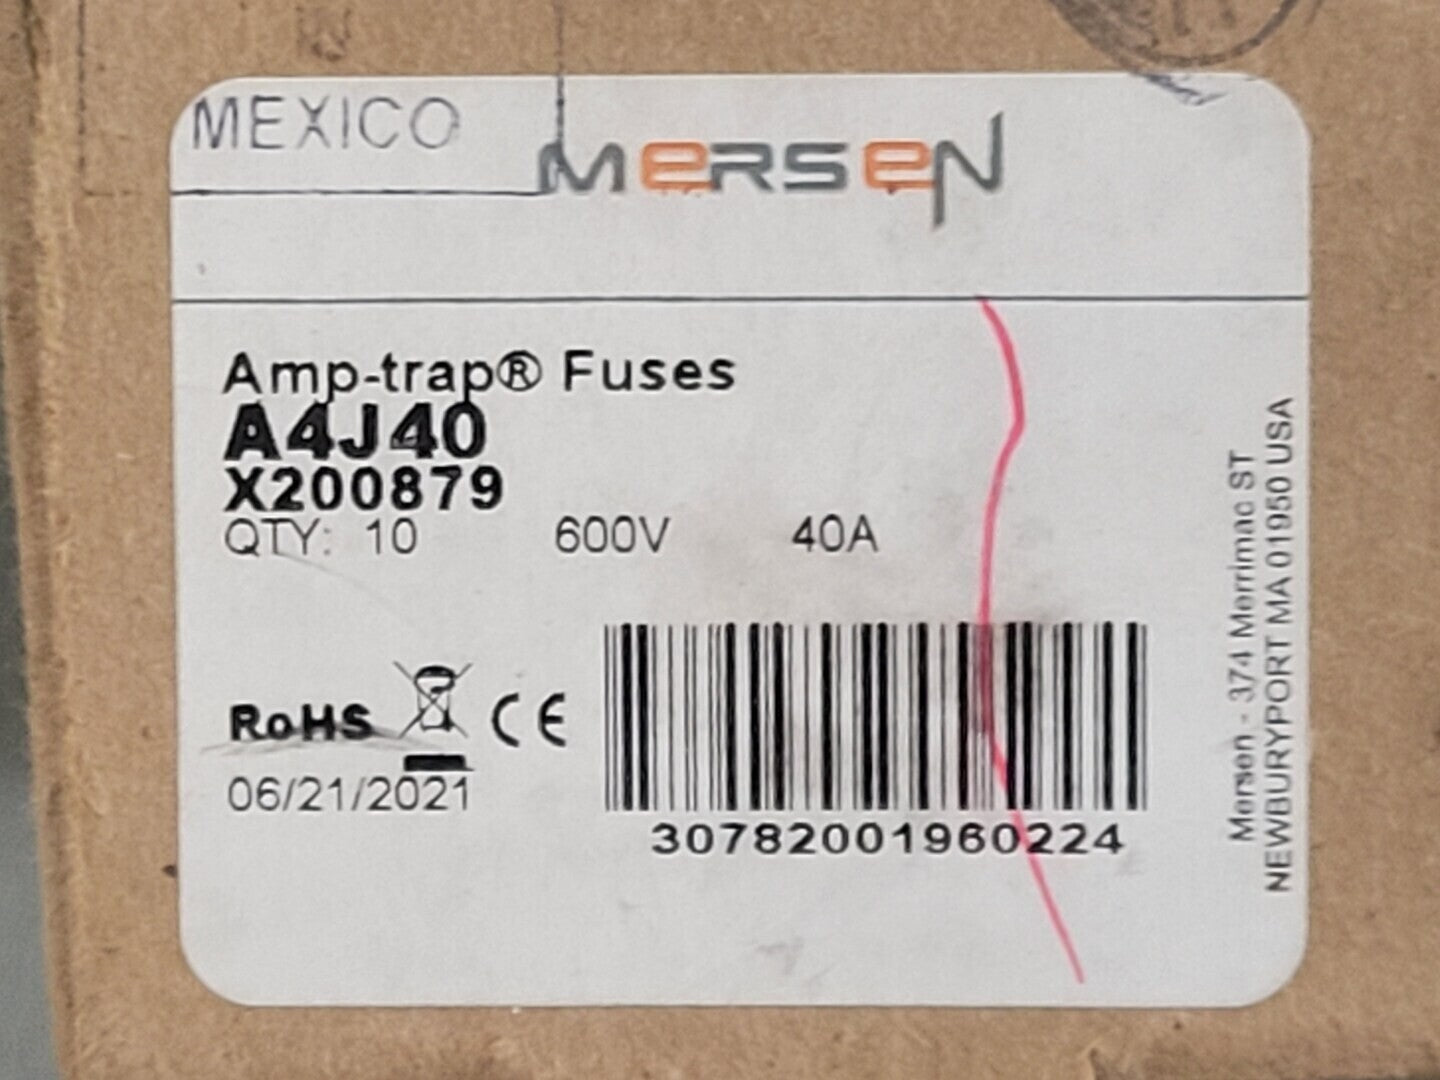 MEXICO
MERSEN
Amp-trap® Fuses
A4J40
X200879
QTY: 10 600V 40A
RoHS CE
06/21/2021
30782001960224
Mersen - 374 Merrimac ST
NEWBURYPORT MA 01950 USA